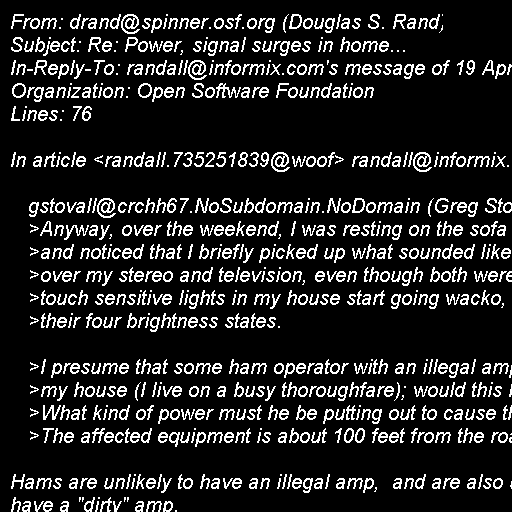 From: drand@spinner.osf.org (Douglas S. Rand)
Subject: Re: Power, signal surges in home...
In-Reply-To: randall@informix.com's message of 19 Apr
Organization: Open Software Foundation
Lines: 76
In article <randall.735251839@woof> randall@informix.
gstovall@crchh67.NoSubdomain.NoDomain (Greg Sto
>Anyway, over the weekend, I was resting on the sofa
>and noticed that I briefly picked up what sounded like
>over my stereo and television, even though both were
>touch sensitive lights in my house start going wacko,
>their four brightness states.
>I presume that some ham operator with an illegal amp
>my house (I live on a busy thoroughfare); would this
>What kind of power must he be putting out to cause th
>The affected equipment is about 100 feet from the roa
Hams are unlikely to have an illegal amp,  and are also
have a "dirty" amp.